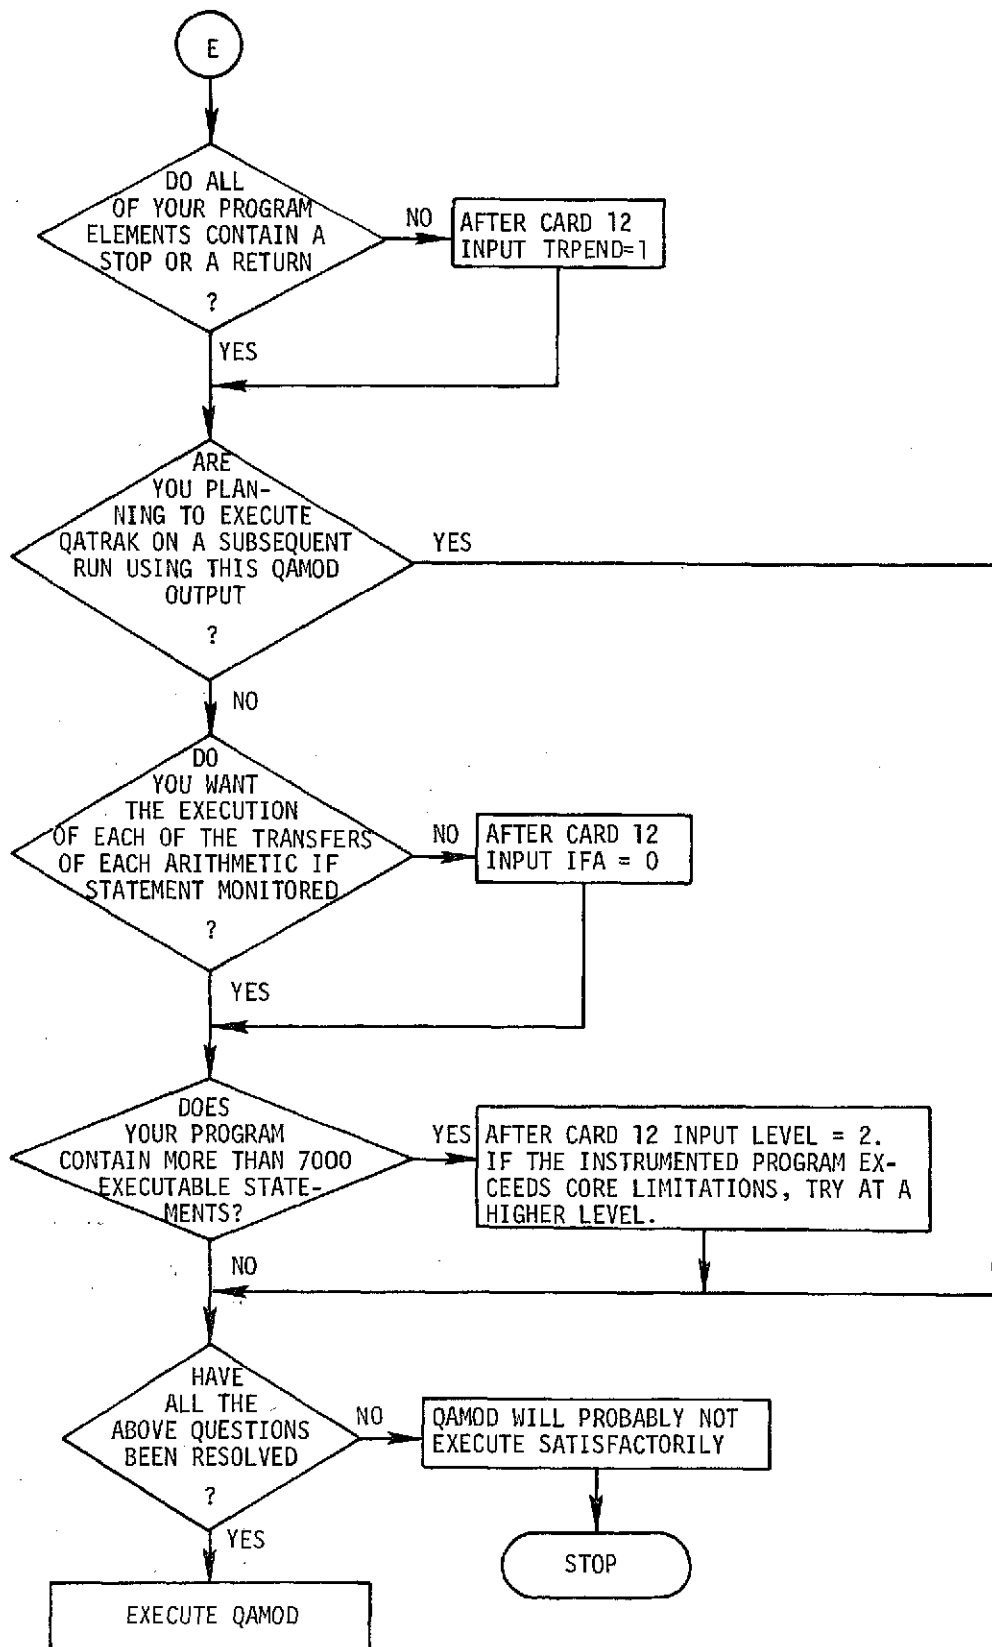 E
DO ALL
OF YOUR PROGRAM
ELEMENTS CONTAIN A
STOP OR A RETURN
?
NO
AFTER CARD 12
INPUT TRPEND=1
YES
ARE
YOU PLAN-
NING TO EXECUTE
QATRAK ON A SUBSEQUENT
RUN USING THIS QAMOD
OUTPUT
?
YES
NO
DO
YOU WANT
THE EXECUTION
OF EACH OF THE TRANSFERS
OF EACH ARITHMETIC IF
STATEMENT MONITORED
?
NO
AFTER CARD 12
INPUT IFA = 0
YES
DOES
YOUR PROGRAM
CONTAIN MORE THAN 7000
EXECUTABLE STATE-
MENTS?
YES
AFTER CARD 12 INPUT LEVEL = 2.
IF THE INSTRUMENTED PROGRAM EX-
CEEDS CORE LIMITATIONS, TRY AT A
HIGHER LEVEL.
NO
HAVE
ALL THE
ABOVE QUESTIONS
BEEN RESOLVED
?
NO
QAMOD WILL PROBABLY NOT
EXECUTE SATISFACTORILY
STOP
YES
EXECUTE QAMOD